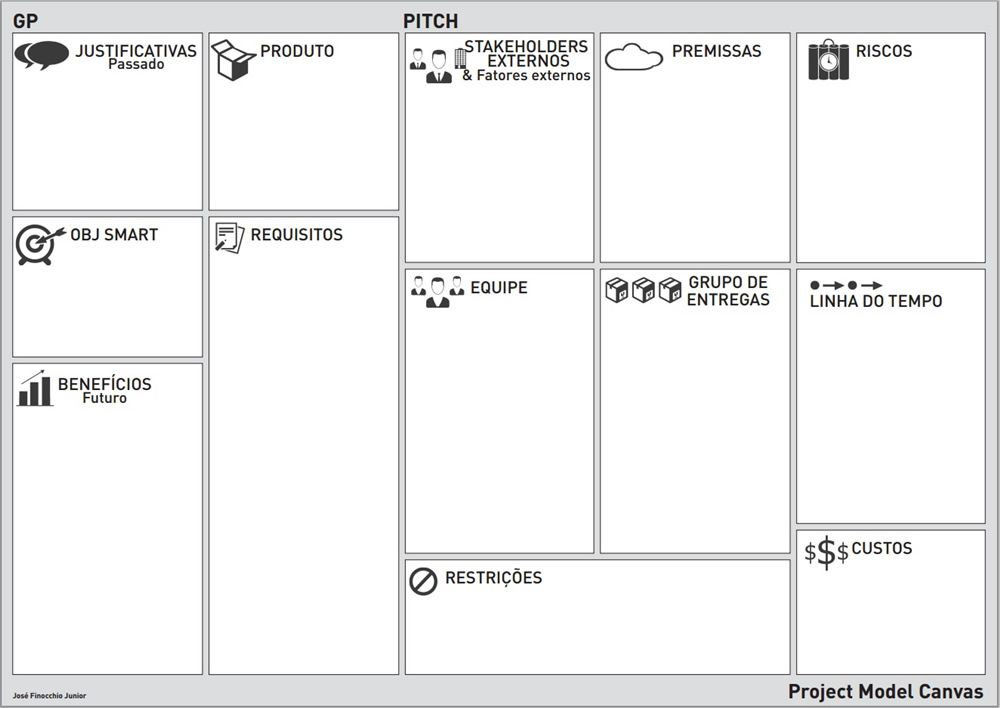 GP
PITCH
JUSTIFICATIVAS
Passado
PRODUTO
STAKEHOLDERS
EXTERNOS
& Fatores externos
PREMISSAS
RISCOS
OBJ SMART
REQUISITOS
EQUIPE
GRUPO DE
ENTREGAS
LINHA DO TEMPO
BENEFÍCIOS
Futuro
RESTRIÇÕES
$$$ CUSTOS
José Finocchio Junior
Project Model Canvas